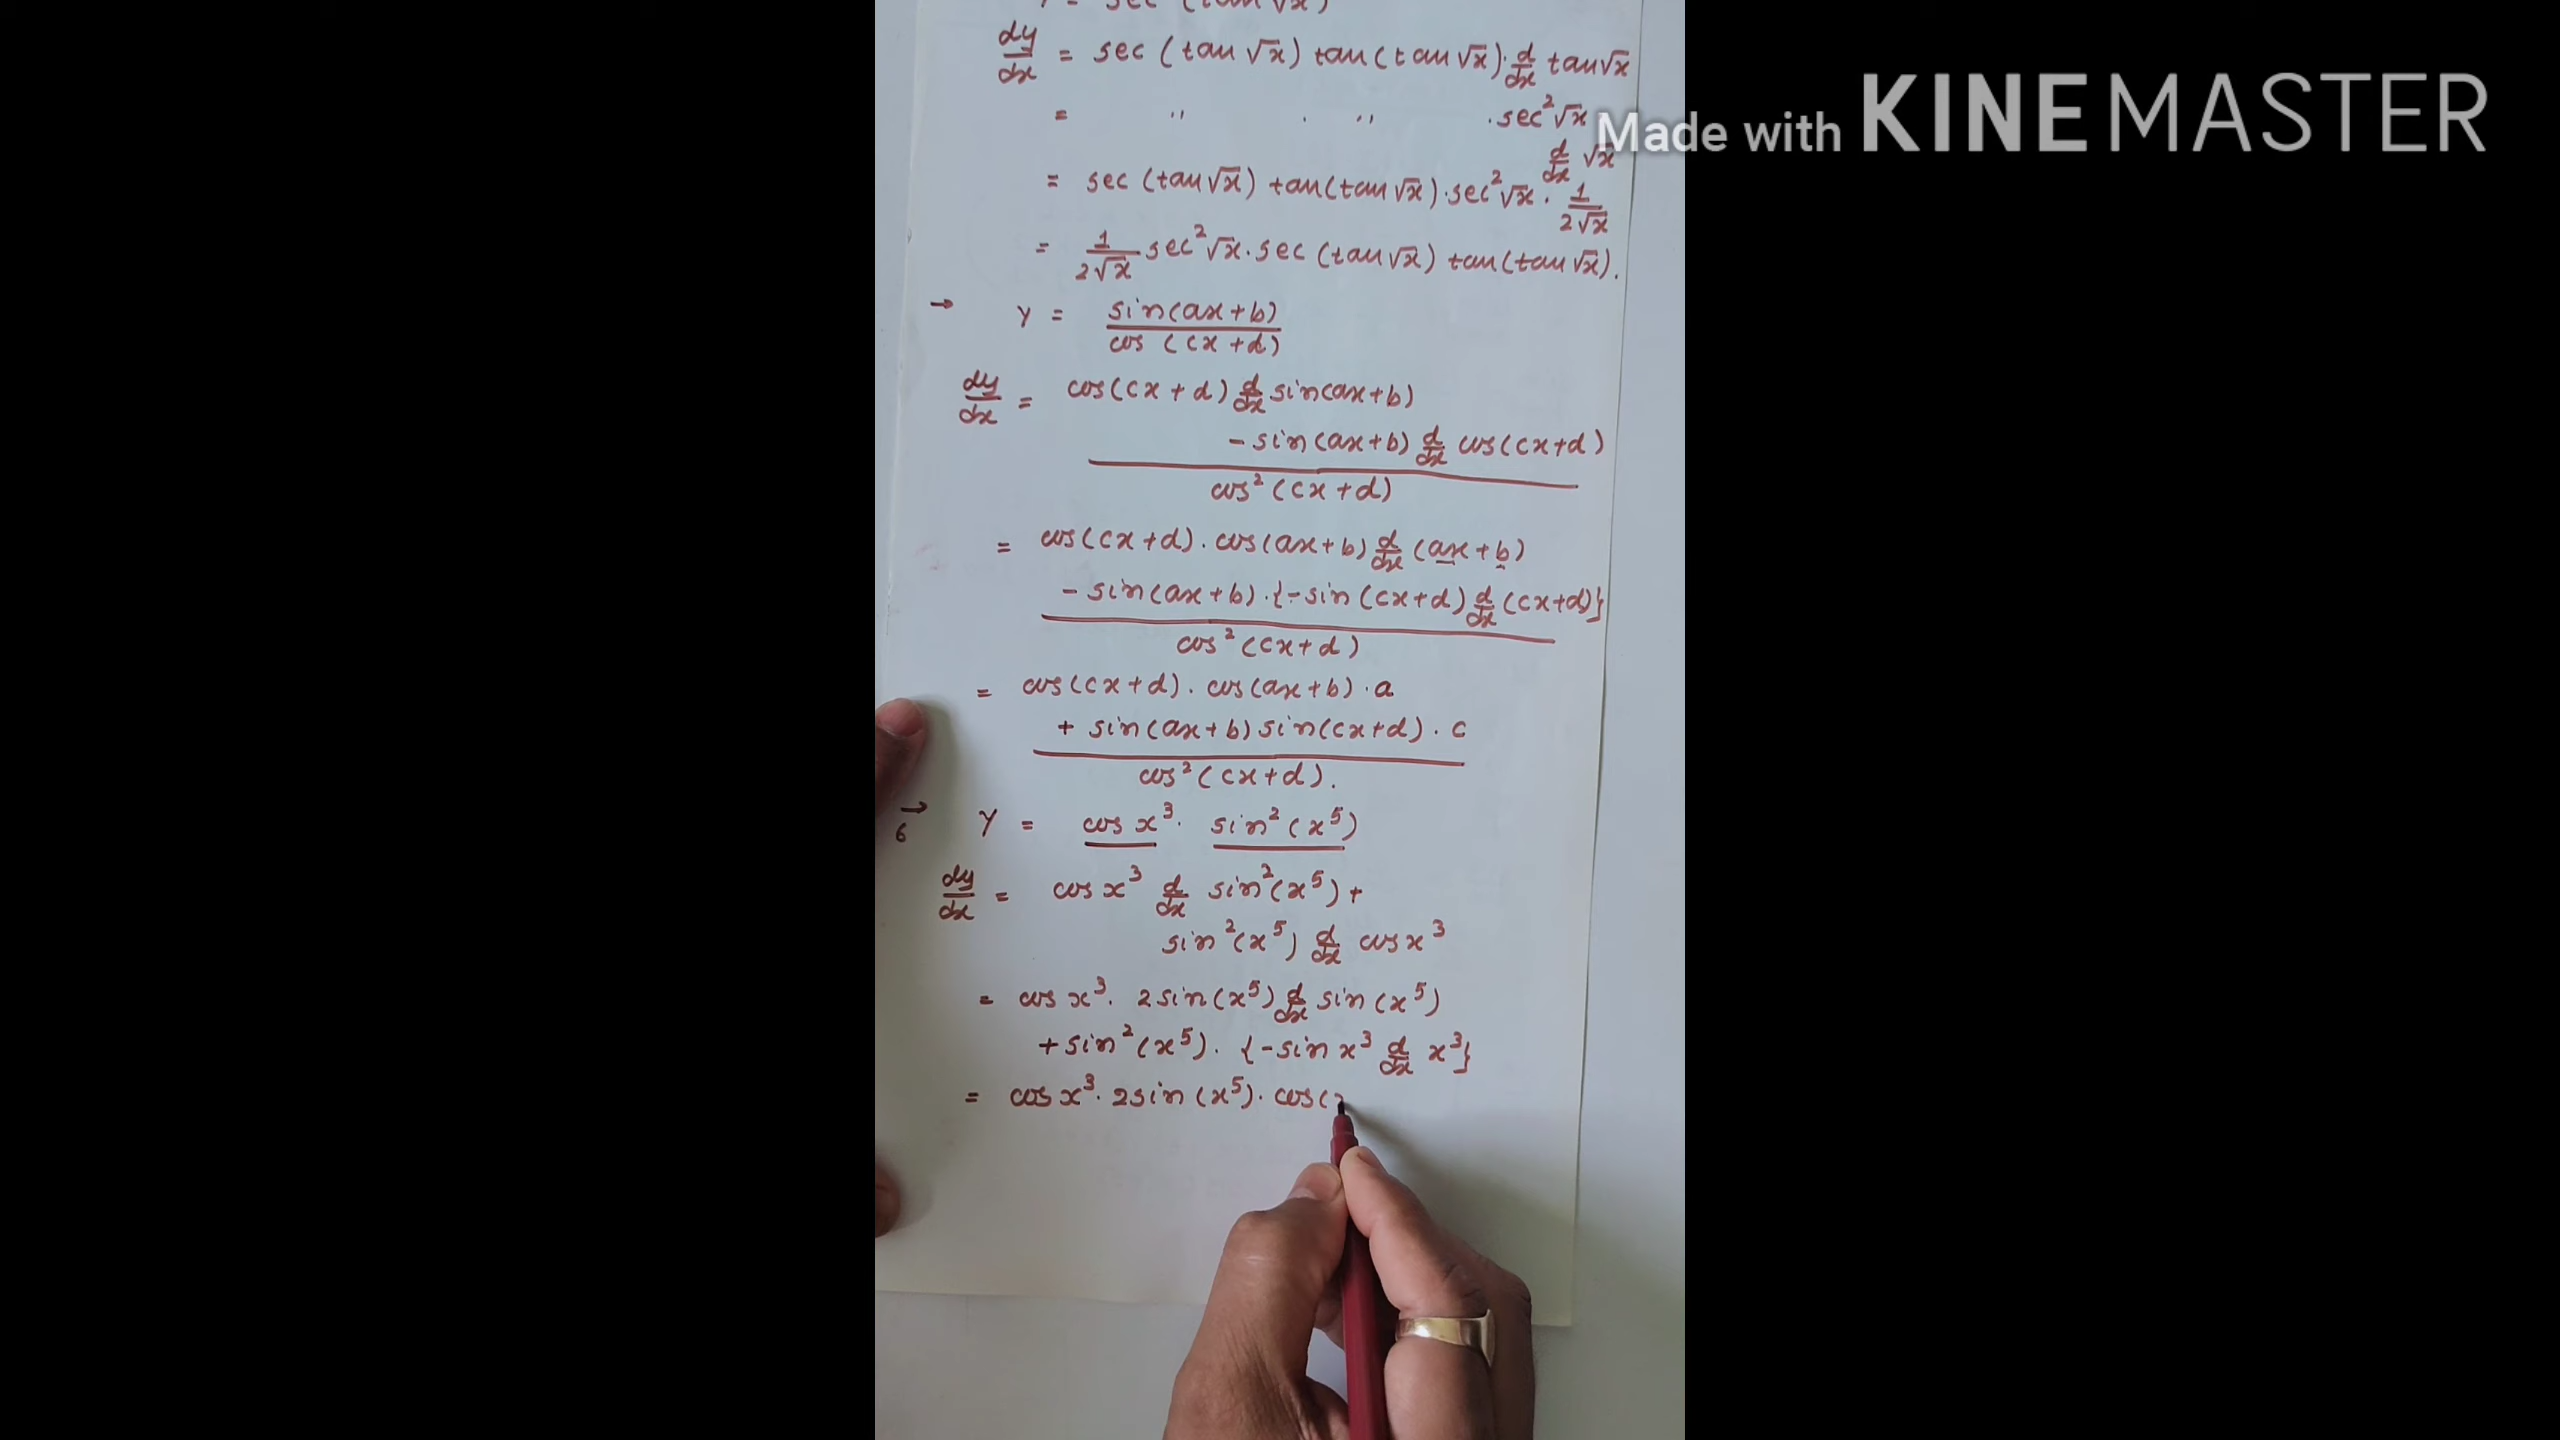 Y = sec (tan √x)
dy/dx = sec (tan √x) tan(tan √x). d/dx tan√x
= " . " .sec² √x
d/dx √x
Made with KINEMASTER
= sec (tan √x) tan(tan √x).sec² √x . 1/2√x
= 1/2√x sec² √x. sec (tan √x) tan(tan √x).
→ Y = sin(ax+b)/cos (cx+d)
dy/dx = cos(cx+d) d/dx sin(ax+b)
- sin(ax+b) d/dx cos(cx+d)
cos² (cx+d)
= cos(cx+d). cos(ax+b) d/dx (ax+b)
- sin(ax+b).{-sin(cx+d) d/dx (cx+d)}
cos² (cx+d)
= cos(cx+d). cos(ax+b).a
+ sin(ax+b) sin(cx+d). c
cos² (cx+d).
→ 6 Y = cos x³. sin² (x⁵)
dy/dx = cos x³ d/dx sin² (x⁵) +
sin² (x⁵) d/dx cos x³
= cos x³. 2 sin(x⁵) d/dx sin (x⁵)
+ sin² (x⁵). {-sin x³ d/dx x³}
= cos x³. 2sin (x⁵). cos(